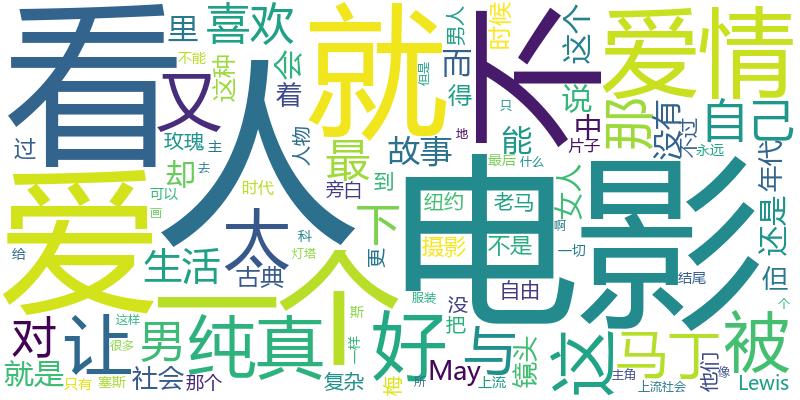 看
人
就
不
爱情
喜欢
里
又
这种
不能
会
着
男人
而
得
但是
时候
这个
说
只
那
自己
没有
不过
中
片子
能
地
过
玫瑰
主
却
去
人物
最
故事
到
旁白
下
最后
什么
永远
年代
女人
还是
但
爱
一个
电影
可以
时代
画
太
古典
生活
给
科
灯塔
更
纽约
老马
摄影
不是
自由
啊
一切
结尾
个
对
让
男
纯真
好
与
这
马丁
被
没
把
服装
斯
一样
这样
很多
就是
只有
塞斯
社会
那个
复杂
梅
所
May
上流
镜头
主角
上流社会
他们
像
Lewis